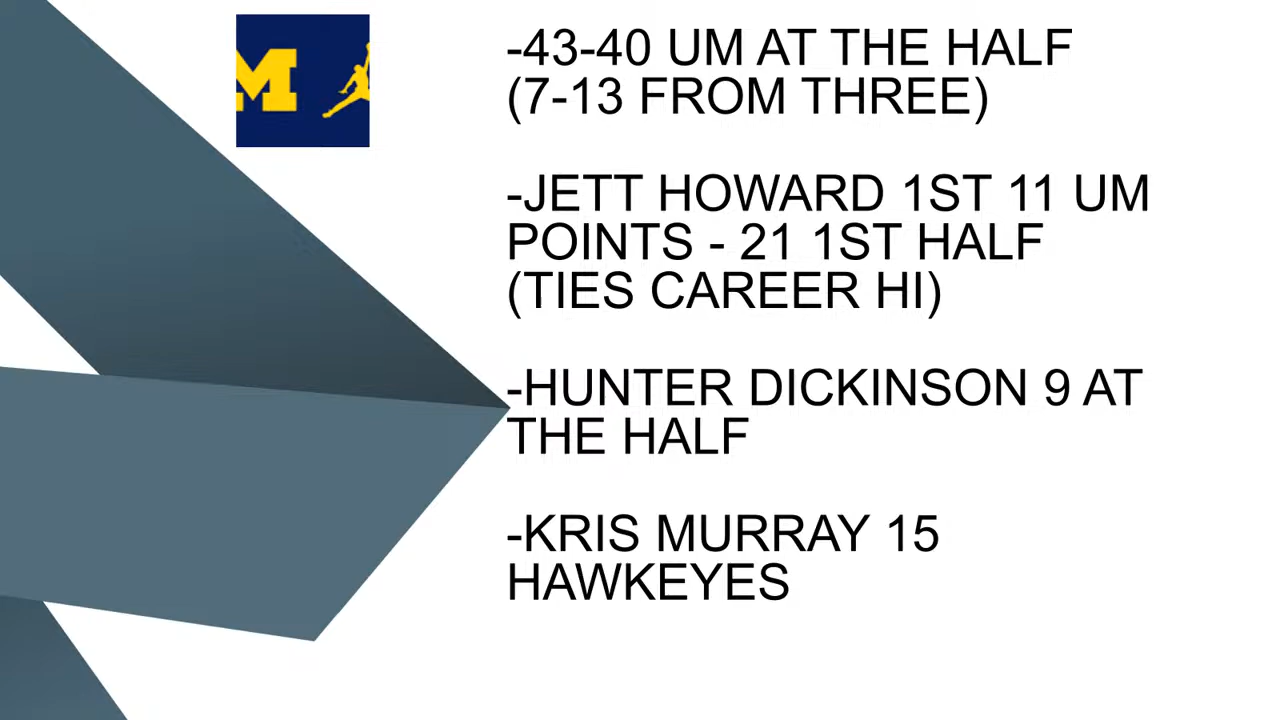 M
-43-40 UM AT THE HALF
(7-13 FROM THREE)
-JETT HOWARD 1ST 11 UM
POINTS - 21 1ST HALF
(TIES CAREER HI)
-HUNTER DICKINSON 9 AT
THE HALF
-KRIS MURRAY 15
HAWKEYES